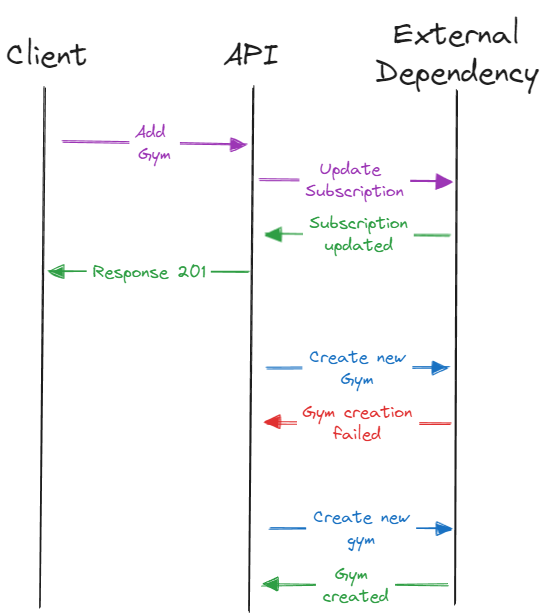 Client
API
External
Dependency
Add
Gym
Update
Subscription
Subscription
updated
Response 201
Create new
Gym
Gym creation
failed
Create new
gym
Gym
created